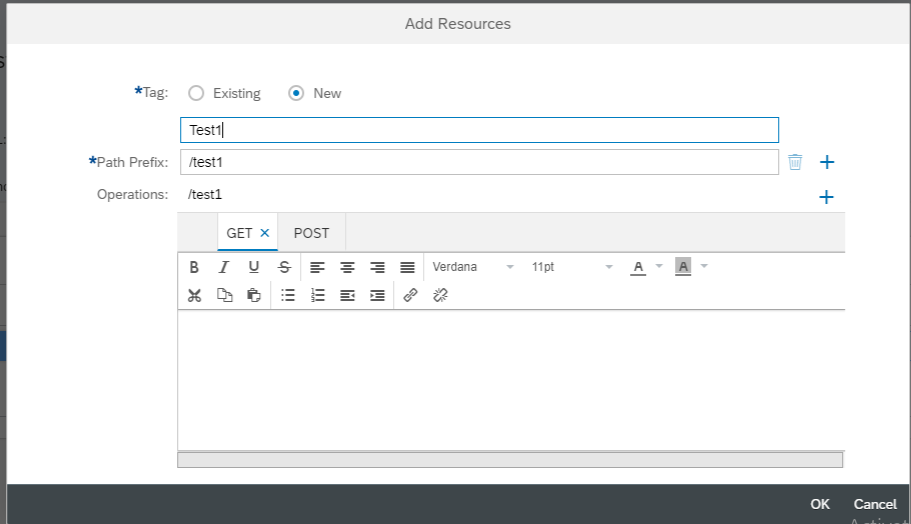 Add Resources
*Tag: Existing New
Test1
*Path Prefix: /test1
Operations: /test1
GET × POST
B I U S Verdana 11pt A A
OK Cancel